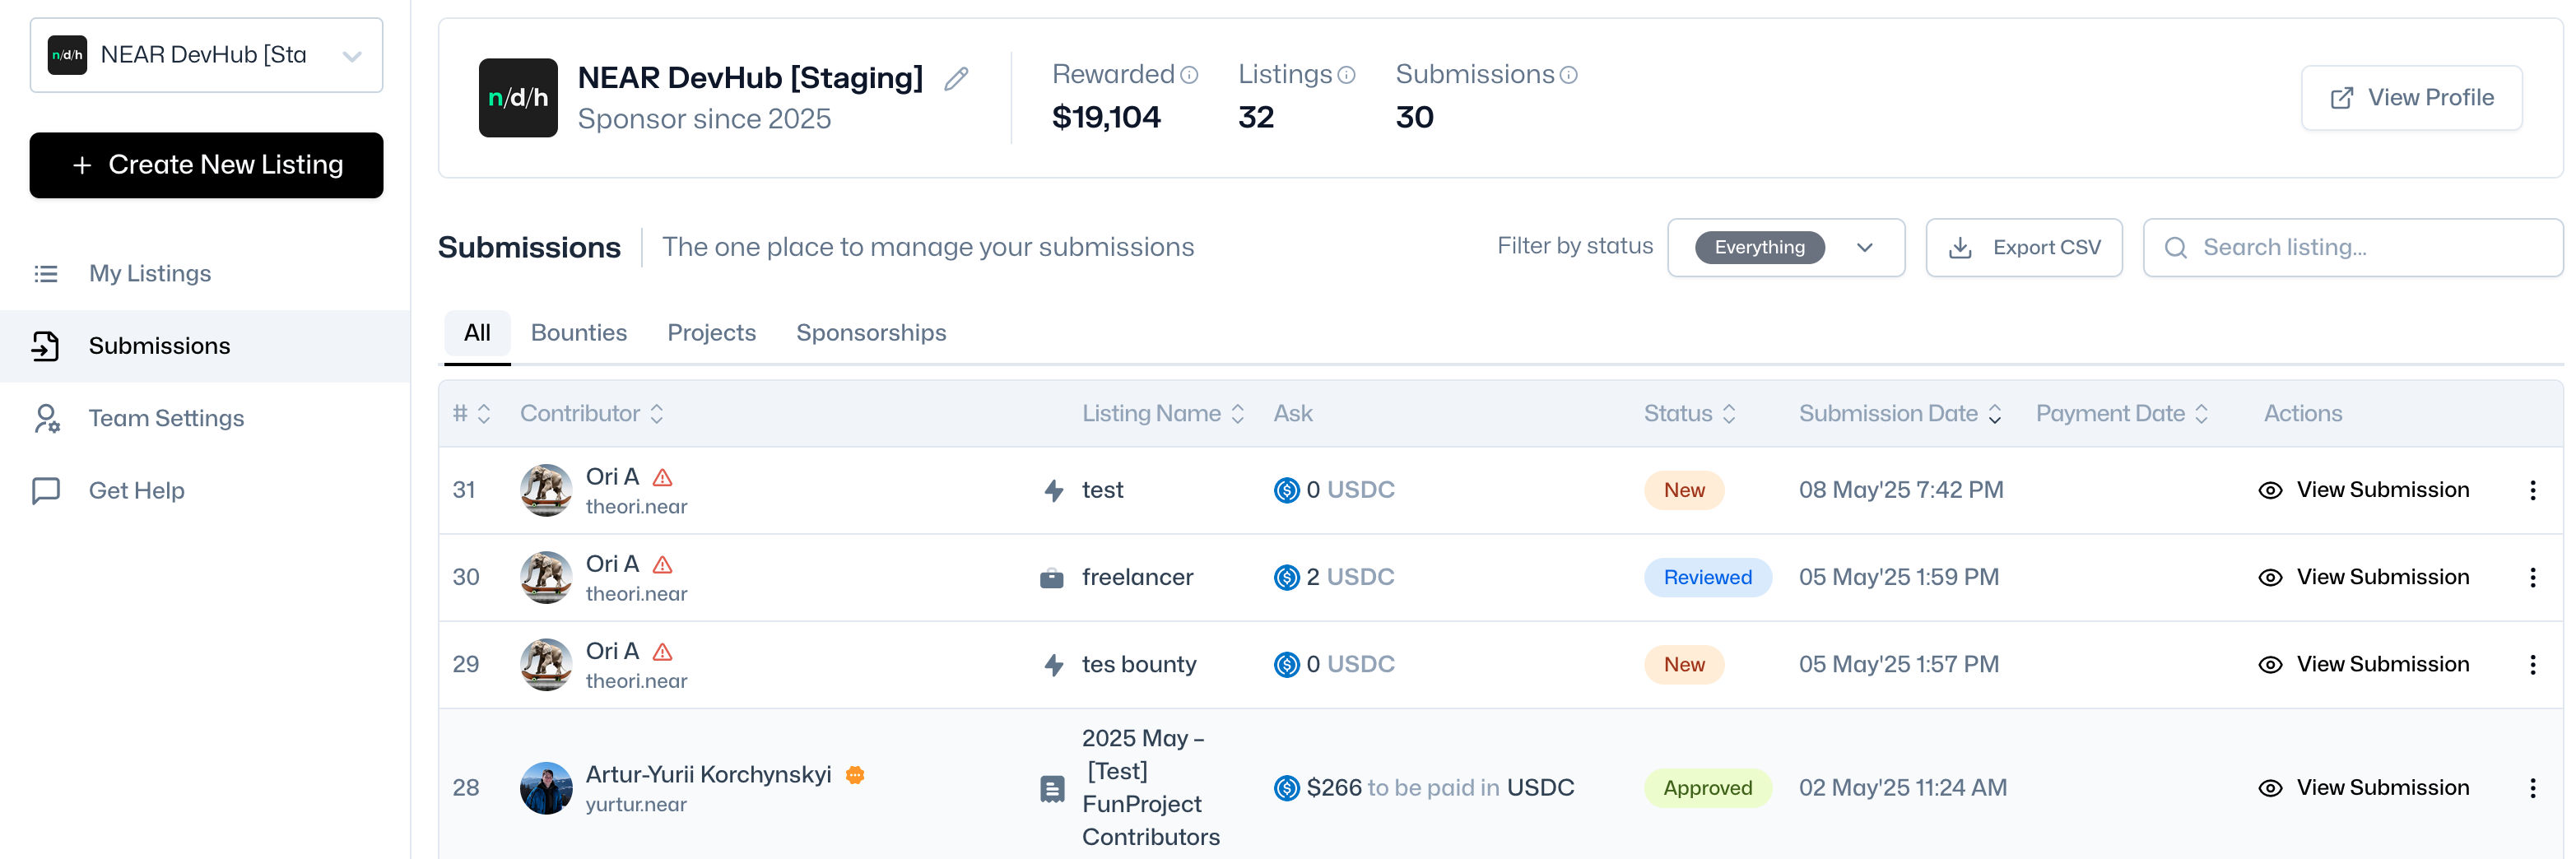 n/d/h NEAR DevHub [Sta
+ Create New Listing
My Listings
Submissions
Team Settings
Get Help
n/d/h
NEAR DevHub [Staging]
Sponsor since 2025
Rewarded
$19,104
Listings
32
Submissions
30
View Profile
Submissions
The one place to manage your submissions
Filter by status
Everything
Export CSV
Search listing...
All Bounties Projects Sponsorships
# Contributor Listing Name Ask Status Submission Date Payment Date Actions
31 Ori A
theori.near
test 0 USDC New 08 May'25 7:42 PM View Submission
30 Ori A
theori.near
freelancer 2 USDC Reviewed 05 May'25 1:59 PM View Submission
29 Ori A
theori.near
tes bounty 0 USDC New 05 May'25 1:57 PM View Submission
28 Artur-Yurii Korchynskyi
yurtur.near
2025 May –
[Test]
FunProject
Contributors
$266 to be paid in USDC Approved 02 May'25 11:24 AM View Submission